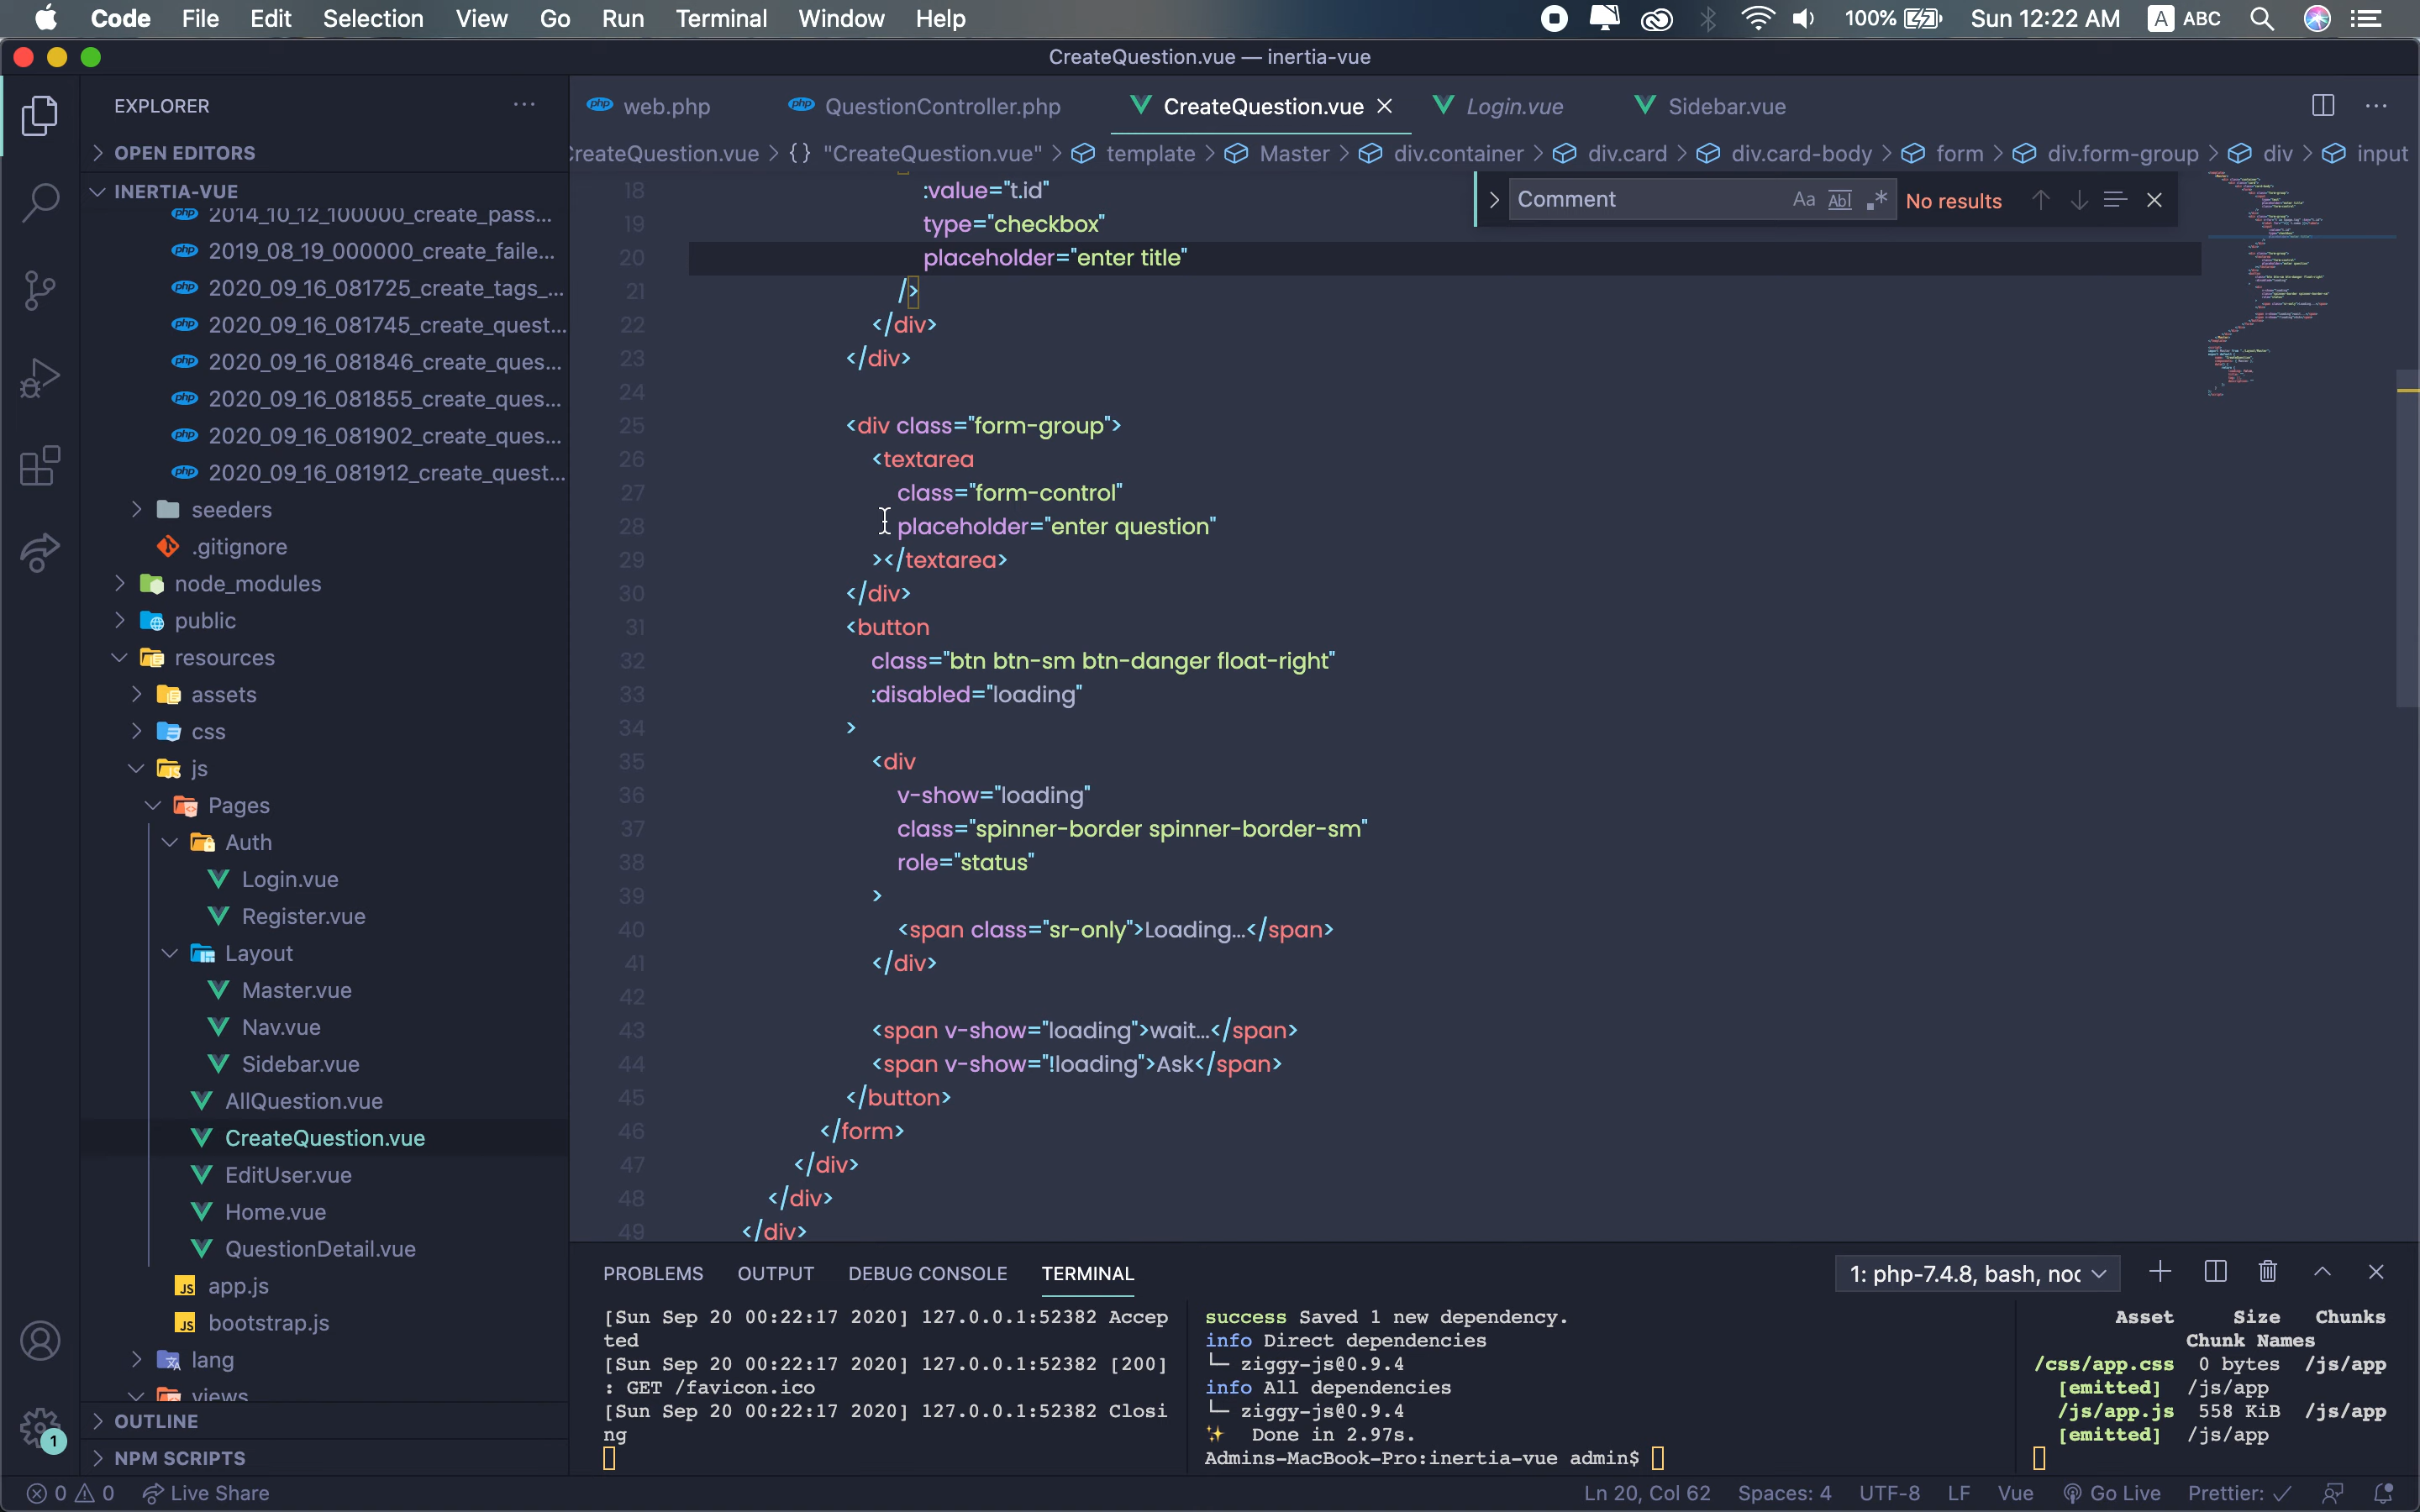 Code File Edit Selection View Go Run Terminal Window Help 100% Sun 12:22 AM A ABC
CreateQuestion.vue — inertia-vue
EXPLORER
OPEN EDITORS
INERTIA-VUE
2014_10_12_100000_create_pass...
2019_08_19_000000_create_faile...
2020_09_16_081725_create_tags_...
2020_09_16_081745_create_quest...
2020_09_16_081846_create_ques...
2020_09_16_081855_create_ques...
2020_09_16_081902_create_ques...
2020_09_16_081912_create_quest...
seeders
.gitignore
node_modules
public
resources
assets
css
js
Pages
Auth
Login.vue
Register.vue
Layout
Master.vue
Nav.vue
Sidebar.vue
AllQuestion.vue
CreateQuestion.vue
EditUser.vue
Home.vue
QuestionDetail.vue
JS app.js
JS bootstrap.js
lang
views
OUTLINE
NPM SCRIPTS
php web.php php QuestionController.php CreateQuestion.vue Login.vue Sidebar.vue
CreateQuestion.vue > {} "CreateQuestion.vue" > template > Master > div.container > div.card > div.card-body > form > div.form-group > div > input
Comment Aa Abl .* No results
18 :value="t.id"
19 type="checkbox"
20 placeholder="enter title"
21 />
22 </div>
23 </div>
24
25 <div class="form-group">
26 <textarea
27 class="form-control"
28 placeholder="enter question"
29 ></textarea>
30 </div>
31 <button
32 class="btn btn-sm btn-danger float-right"
33 :disabled="loading"
34 >
35 <div
36 v-show="loading"
37 class="spinner-border spinner-border-sm"
38 role="status"
39 >
40 <span class="sr-only">Loading...</span>
41 </div>
42
43 <span v-show="loading">wait...</span>
44 <span v-show="!loading">Ask</span>
45 </button>
46 </form>
47 </div>
48 </div>
49 </div>
PROBLEMS OUTPUT DEBUG CONSOLE TERMINAL 1: php-7.4.8, bash, noc
[Sun Sep 20 00:22:17 2020] 127.0.0.1:52382 Accep
ted
[Sun Sep 20 00:22:17 2020] 127.0.0.1:52382 [200]
: GET /favicon.ico
[Sun Sep 20 00:22:17 2020] 127.0.0.1:52382 Closi
ng
success Saved 1 new dependency.
info Direct dependencies
└─ ziggy-js@0.9.4
info All dependencies
└─ ziggy-js@0.9.4
✨ Done in 2.97s.
Admins-MacBook-Pro:inertia-vue admin$
Asset Size Chunks
Chunk Names
/css/app.css 0 bytes /js/app
[emitted] /js/app
/js/app.js 558 KiB /js/app
[emitted] /js/app
1
0 0 Live Share Ln 20, Col 62 Spaces: 4 UTF-8 LF Vue Go Live Prettier: ✓